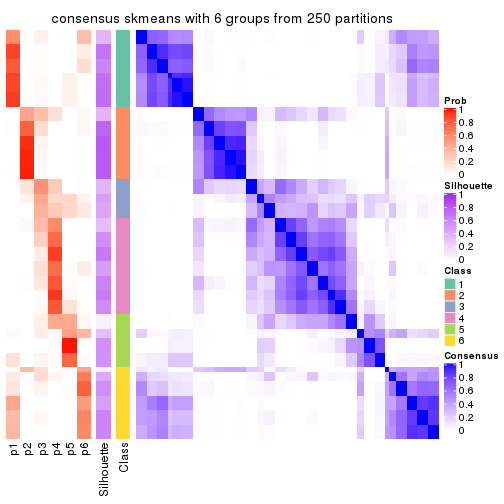 consensus skmeans with 6 groups from 250 partitions
Prob
1
0.8
0.6
0.4
0.2
0
Silhouette
1
0.8
0.6
0.4
0.2
0
Class
1
2
3
4
5
6
Consensus
1
0.8
0.6
0.4
0.2
0
p1
p2
p3
p4
p5
p6
Silhouette
Class